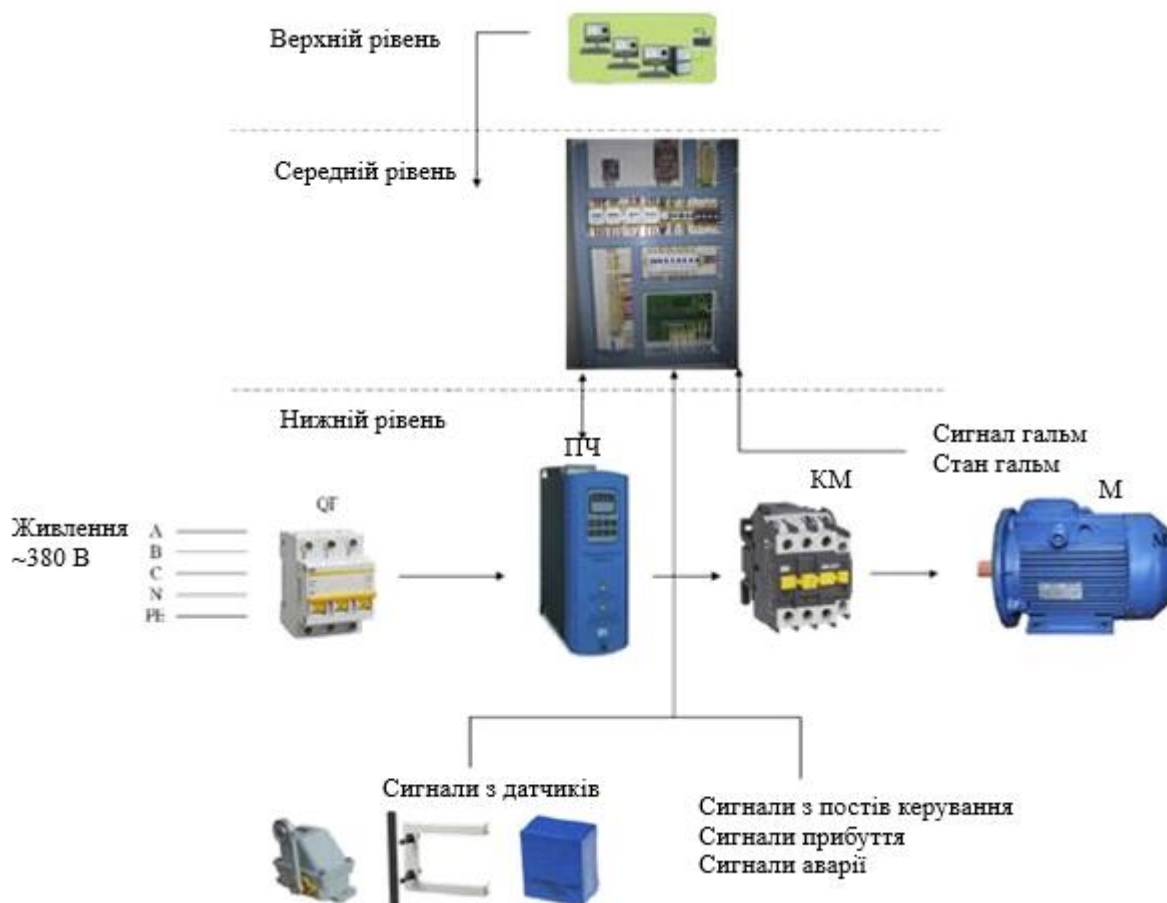 Верхній рівень
Середній рівень
Нижній рівень
ПЧ
Сигнал гальм
Стан гальм
КМ
М
QF
Живлення
~380 В
A
B
C
N
PE
М
Сигнали з датчиків
Сигнали з постів керування
Сигнали прибуття
Сигнали аварії